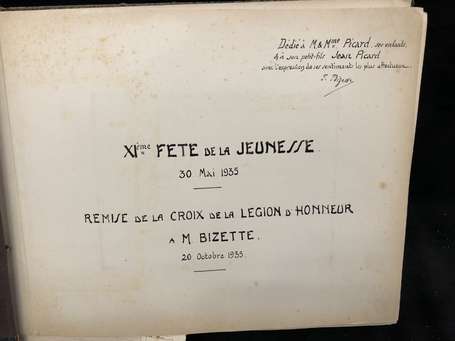 Dédié à M. & Mme Picard, ses enfants,
& à son petit-fils Jean Picard
avec l'expression de ses sentiments les plus affectueux.
XIème FETE DE LA JEUNESSE
30 Mai 1935
REMISE DE LA CROIX DE LA LEGION D'HONNEUR
A M. BIZETTE.
20 Octobre 1935.